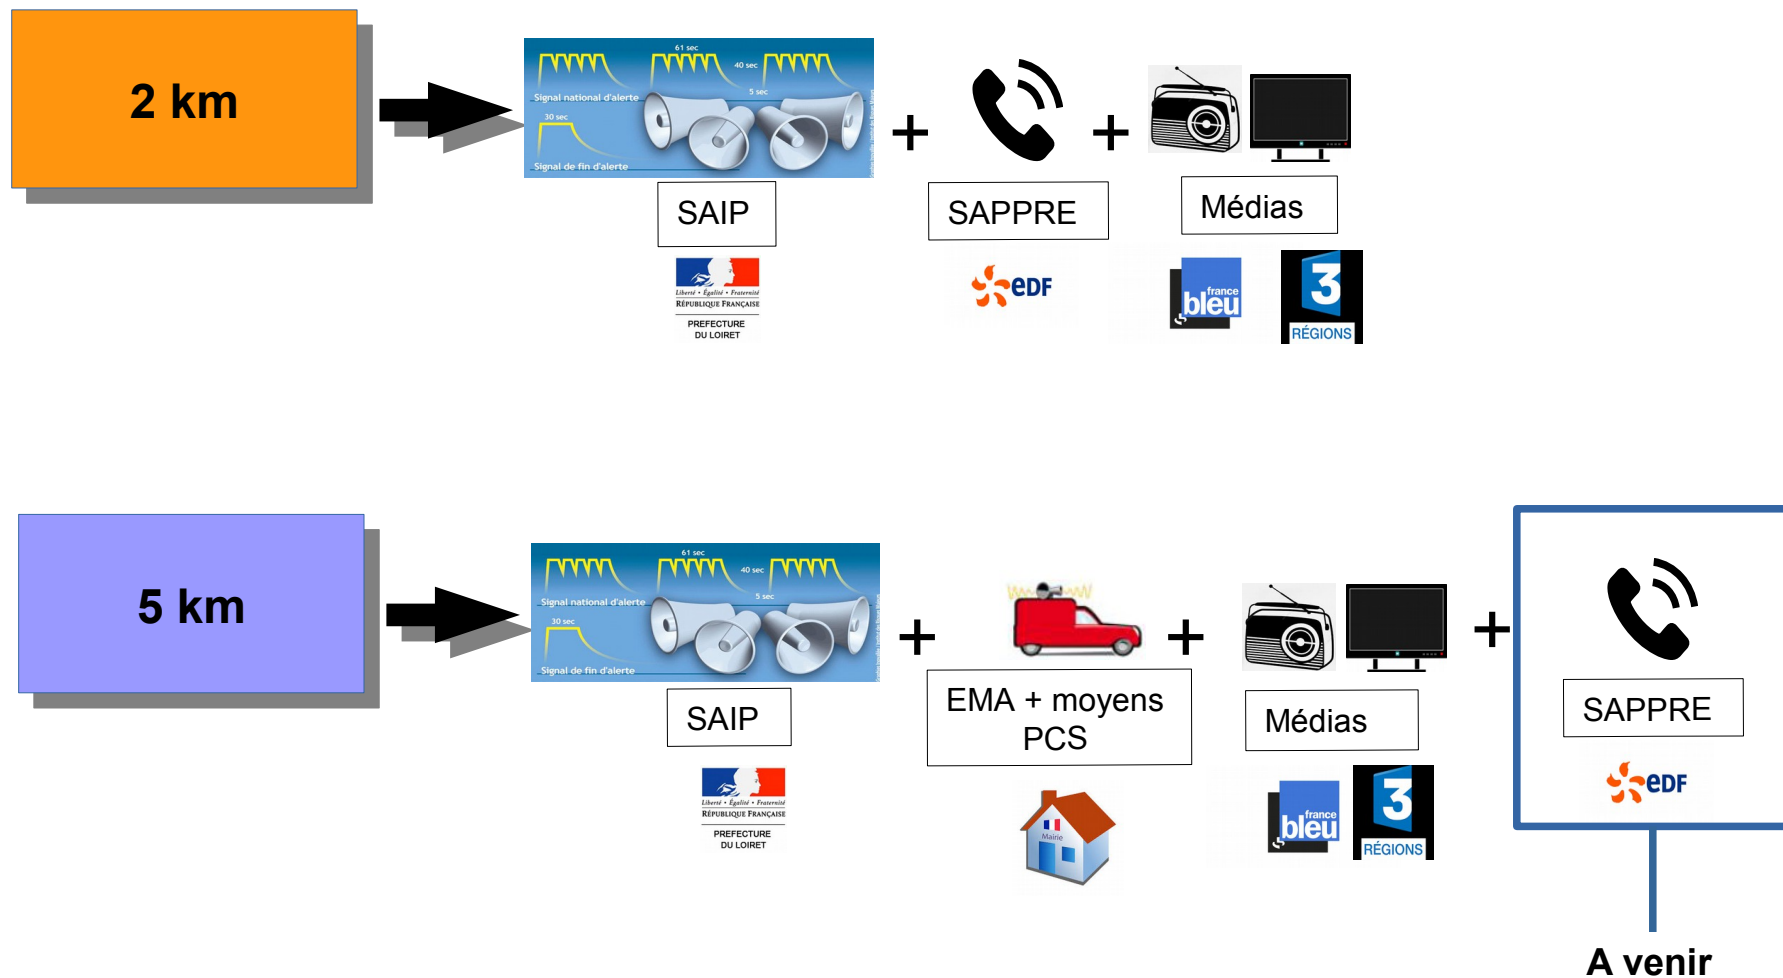 2 km
61 sec
40 sec
5 sec
Signal national d'alerte
30 sec
Signal de fin d'alerte
+
+
SAIP
SAPPRE
Médias
Liberté • Égalité • Fraternité
RÉPUBLIQUE FRANÇAISE
PREFECTURE
DU LOIRET
eDF
france
bleu
3
RÉGIONS
5 km
61 sec
40 sec
5 sec
Signal national d'alerte
30 sec
Signal de fin d'alerte
+
+
+
SAIP
EMA + moyens
PCS
Médias
SAPPRE
Liberté • Égalité • Fraternité
RÉPUBLIQUE FRANÇAISE
PREFECTURE
DU LOIRET
Mairie
france
bleu
3
RÉGIONS
eDF
A venir